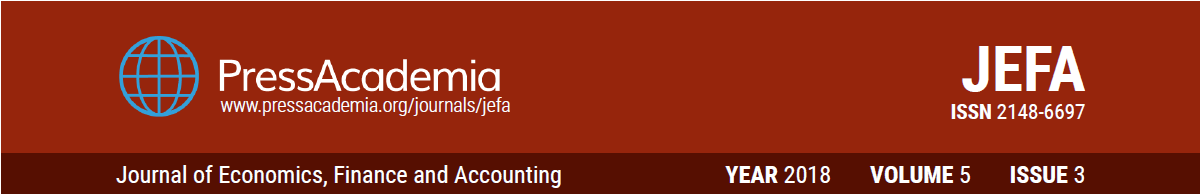 PressAcademia
www.pressacademia.org/journals/jefa
JEFA
ISSN 2148-6697
Journal of Economics, Finance and Accounting YEAR 2018 VOLUME 5 ISSUE 3